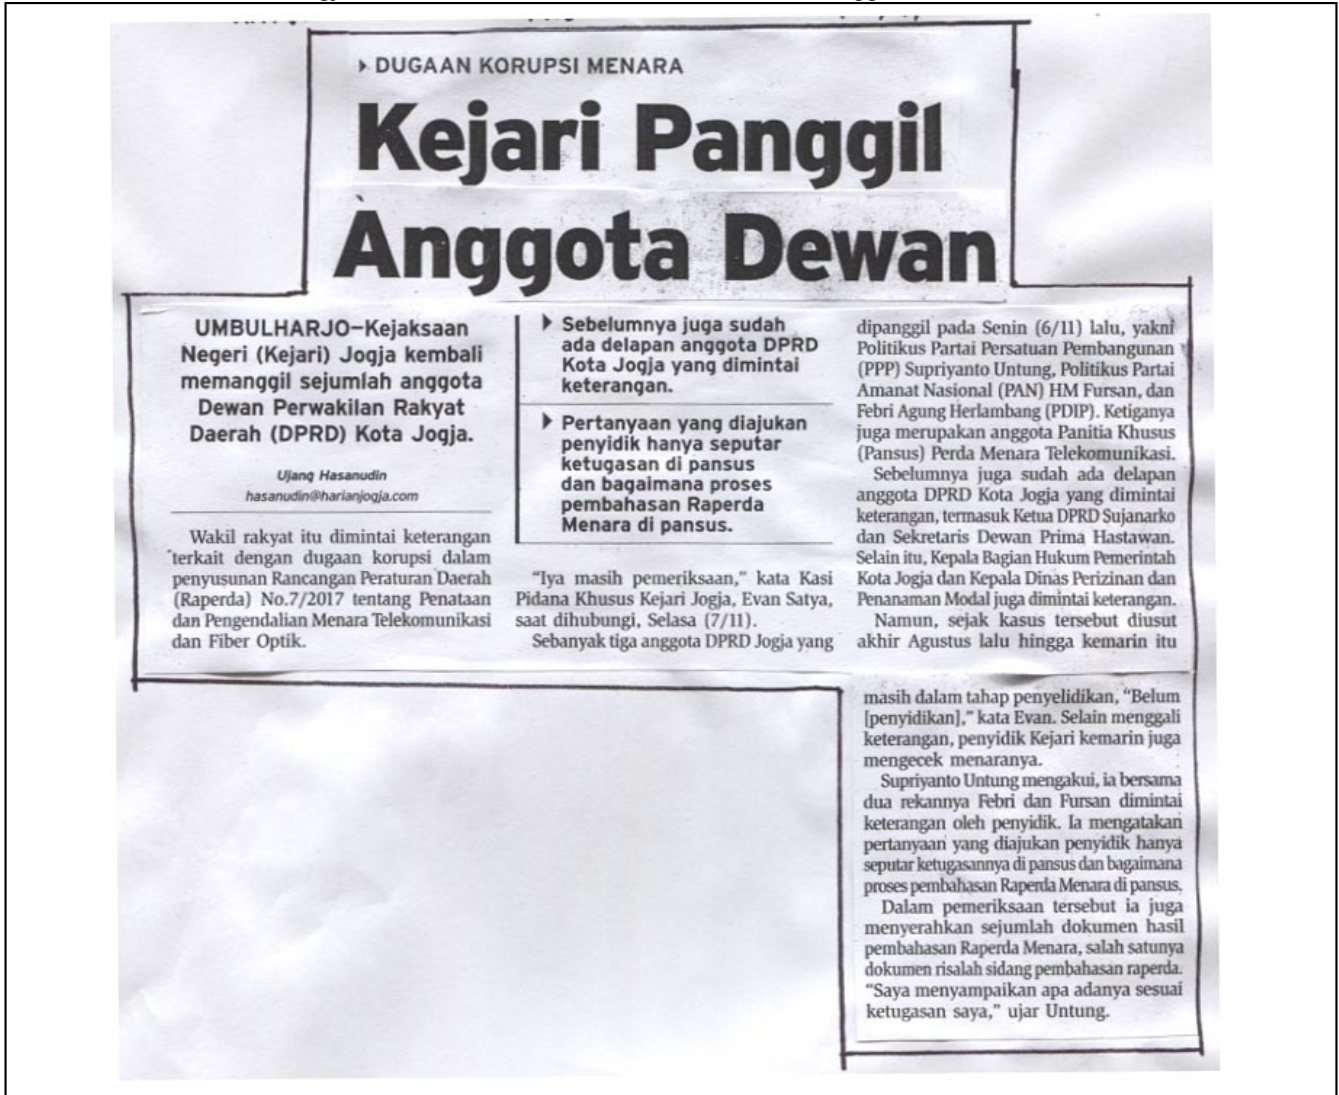 DUGAAN KORUPSI MENARA
Kejari Panggil
Anggota Dewan
UMBULHARJO–Kejaksaan
Negeri (Kejari) Jogja kembali
memanggil sejumlah anggota
Dewan Perwakilan Rakyat
Daerah (DPRD) Kota Jogja.
Ujang Hasanudin
hasanudin@harianjogja.com
Wakil rakyat itu dimintai keterangan
terkait dengan dugaan korupsi dalam
penyusunan Rancangan Peraturan Daerah
(Raperda) No.7/2017 tentang Penataan
dan Pengendalian Menara Telekomunikasi
dan Fiber Optik.
Sebelumnya juga sudah
ada delapan anggota DPRD
Kota Jogja yang dimintai
keterangan.
Pertanyaan yang diajukan
penyidik hanya seputar
ketugasan di pansus
dan bagaimana proses
pembahasan Raperda
Menara di pansus.
"Iya masih pemeriksaan," kata Kasi
Pidana Khusus Kejari Jogja, Evan Satya,
saat dihubungi, Selasa (7/11).
Sebanyak tiga anggota DPRD Jogja yang
dipanggil pada Senin (6/11) lalu, yakni
Politikus Partai Persatuan Pembangunan
(PPP) Supriyanto Untung, Politikus Partai
Amanat Nasional (PAN) HM Fursan, dan
Febri Agung Herlambang (PDIP). Ketiganya
juga merupakan anggota Panitia Khusus
(Pansus) Perda Menara Telekomunikasi.
Sebelumnya juga sudah ada delapan
anggota DPRD Kota Jogja yang dimintai
keterangan, termasuk Ketua DPRD Sujanarko
dan Sekretaris Dewan Prima Hastawan.
Selain itu, Kepala Bagian Hukum Pemerintah
Kota Jogja dan Kepala Dinas Perizinan dan
Penanaman Modal juga dimintai keterangan.
Namun, sejak kasus tersebut diusut
akhir Agustus lalu hingga kemarin itu
masih dalam tahap penyelidikan, "Belum
[penyidikan]," kata Evan. Selain menggali
keterangan, penyidik Kejari kemarin juga
mengecek menaranya.
Supriyanto Untung mengakui, ia bersama
dua rekannya Febri dan Fursan dimintai
keterangan oleh penyidik. Ia mengatakan
pertanyaan yang diajukan penyidik hanya
seputar ketugasannya di pansus dan bagaimana
proses pembahasan Raperda Menara di pansus.
Dalam pemeriksaan tersebut ia juga
menyerahkan sejumlah dokumen hasil
pembahasan Raperda Menara, salah satunya
dokumen risalah sidang pembahasan raperda.
"Saya menyampaikan apa adanya sesuai
ketugasan saya," ujar Untung.